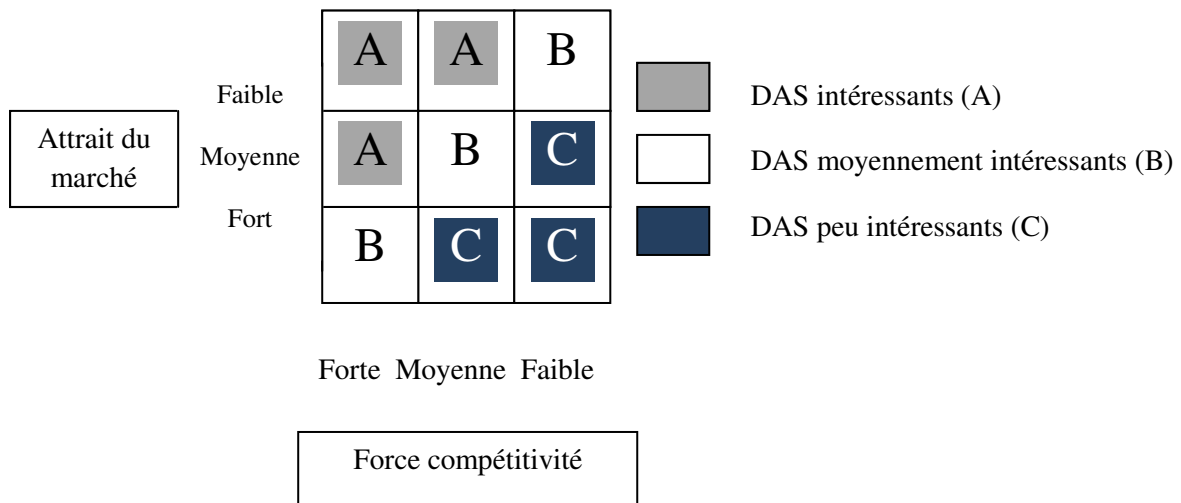 A A B
Faible
DAS intéressants (A)
Attrait du
marché
Moyenne
A B C
DAS moyennement intéressants (B)
Fort
B C C
DAS peu intéressants (C)
Forte Moyenne Faible
Force compétitivité